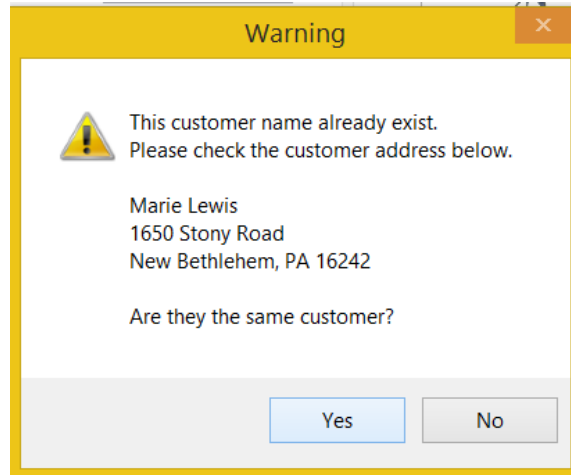 Warning
This customer name already exist.
Please check the customer address below.
Marie Lewis
1650 Stony Road
New Bethlehem, PA 16242
Are they the same customer?
Yes
No